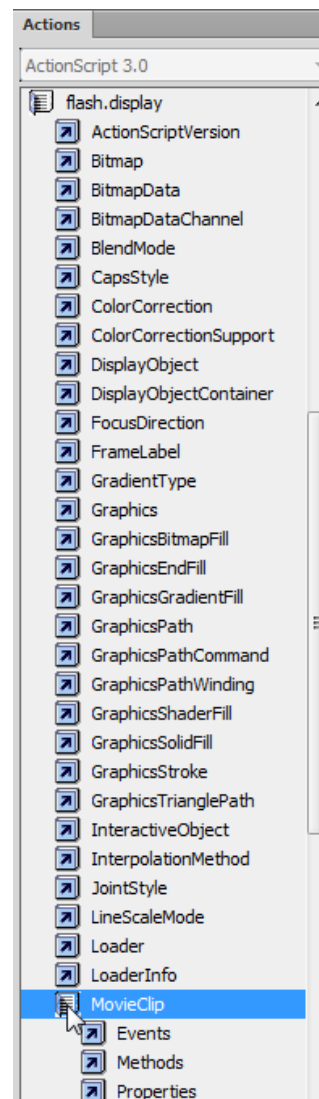 Actions
ActionScript 3.0
flash.display
ActionScriptVersion
Bitmap
BitmapData
BitmapDataChannel
BlendMode
CapsStyle
ColorCorrection
ColorCorrectionSupport
DisplayObject
DisplayObjectContainer
FocusDirection
FrameLabel
GradientType
Graphics
GraphicsBitmapFill
GraphicsEndFill
GraphicsGradientFill
GraphicsPath
GraphicsPathCommand
GraphicsPathWinding
GraphicsShaderFill
GraphicsSolidFill
GraphicsStroke
GraphicsTrianglePath
InteractiveObject
InterpolationMethod
JointStyle
LineScaleMode
Loader
LoaderInfo
MovieClip
Events
Methods
Properties